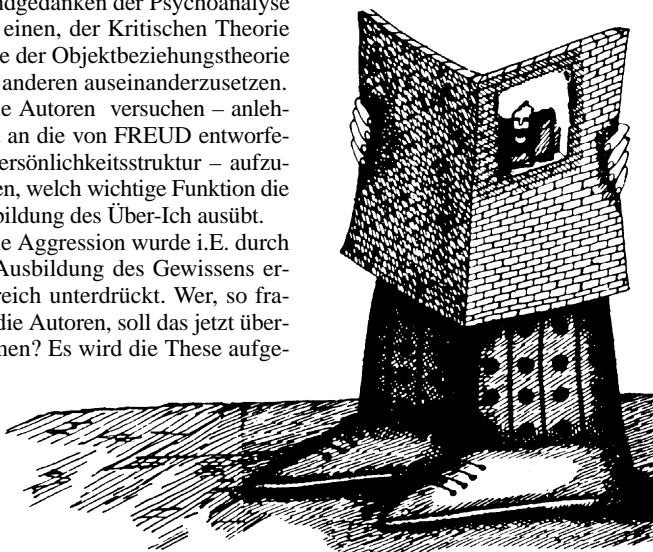 ndgedanken der Psychoanalyse
einen, der Kritischen Theorie
e der Objektbeziehungstheorie
anderen auseinanderzusetzen.
e Autoren versuchen – anleh-
an die von FREUD entworfe-
ersönlichkeitsstruktur – aufzu-
en, welch wichtige Funktion die
bildung des Über-Ich ausübt.
e Aggression wurde i.E. durch
Ausbildung des Gewissens er-
reich unterdrückt. Wer, so fra-
die Autoren, soll das jetzt über-
men? Es wird die These aufge-